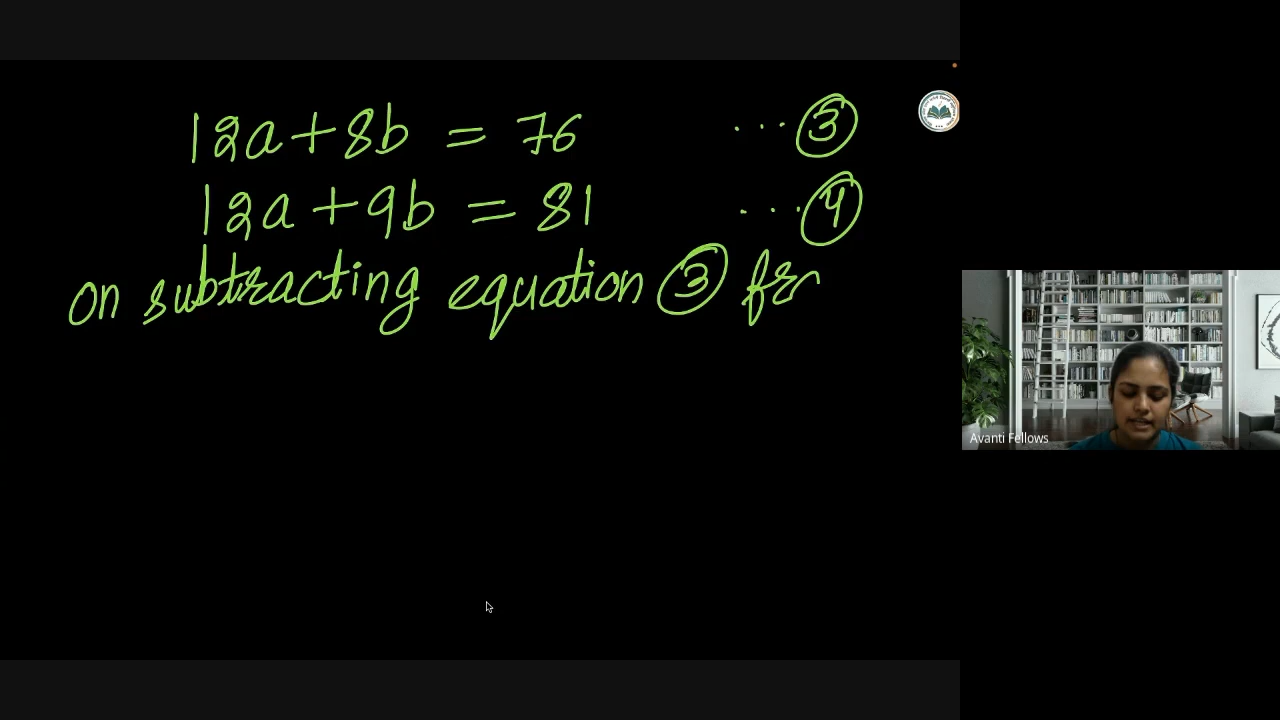 12a+8b = 76 ...③
12a+9b = 81 ...④
on subtracting equation ③ fr
Avanti Fellows